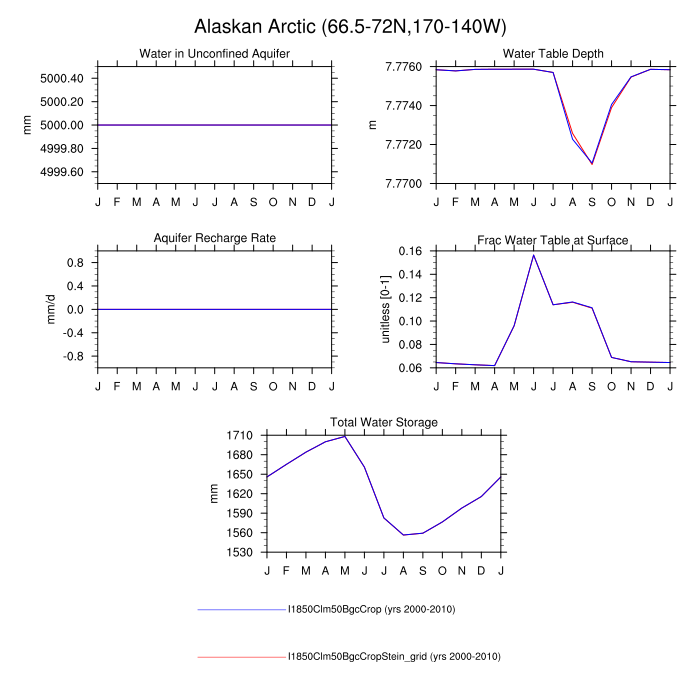 Alaskan Arctic (66.5-72N,170-140W)
Water in Unconfined Aquifer
5000.40
5000.20
5000.00
4999.80
4999.60
mm
J F M A M J J A S O N D J
Water Table Depth
7.7760
7.7740
7.7720
7.7700
m
J F M A M J J A S O N D J
Aquifer Recharge Rate
0.8
0.4
0.0
-0.4
-0.8
mm/d
J F M A M J J A S O N D J
Frac Water Table at Surface
0.16
0.14
0.12
0.10
0.08
0.06
unitless [0-1]
J F M A M J J A S O N D J
Total Water Storage
1710
1680
1650
1620
1590
1560
1530
mm
J F M A M J J A S O N D J
I1850Clm50BgcCrop (yrs 2000-2010)
I1850Clm50BgcCropStein_grid (yrs 2000-2010)